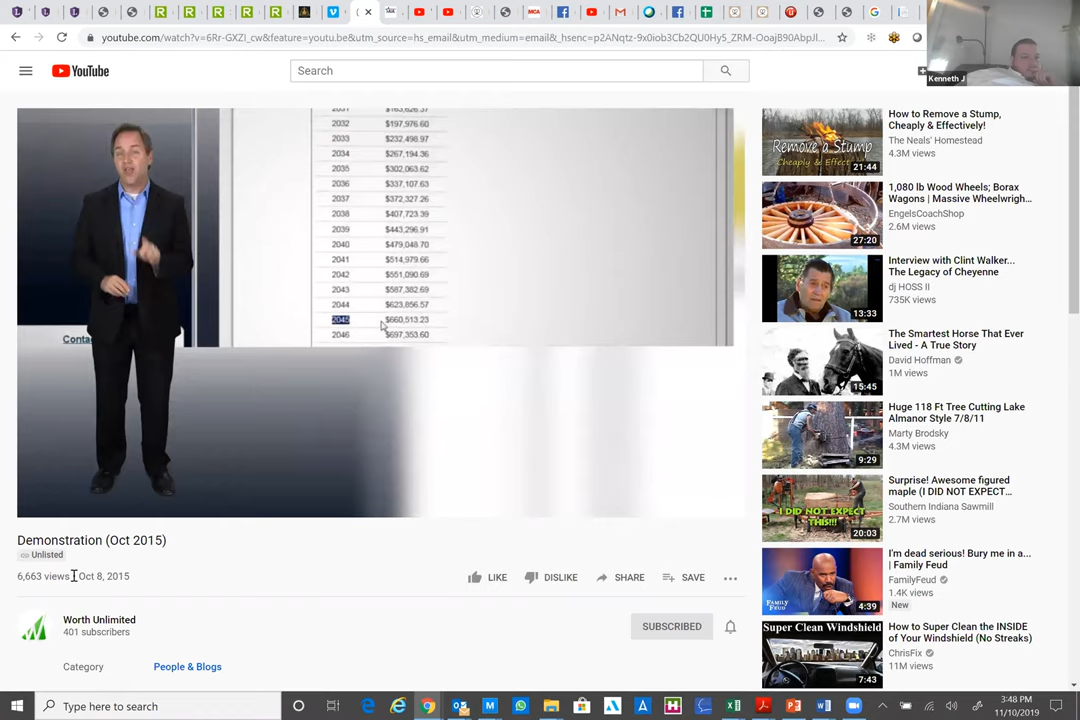 youtube.com/watch?v=6Rr-GXZI_cw&feature=youtu.be&utm_source=hs_email&utm_medium=email&_hsenc=
Kenneth J
YouTube
Search
2032 $197,976.60
2033 $232,498.97
2034 $267,194.36
2035 $302,063.62
2036 $337,107.63
2037 $372,327.26
2038 $407,723.39
2039 $443,296.91
2040 $479,048.70
2041 $514,979.66
2042 $551,090.69
2043 $587,382.69
2044 $623,856.57
2045 $660,513.23
2046 $697,353.60
Demonstration (Oct 2015)
Unlisted
6,663 views
Oct 8, 2015
LIKE
DISLIKE
SHARE
SAVE
Worth Unlimited
401 subscribers
SUBSCRIBED
Category
People & Blogs
Remove a Stump
Cheaply & Effect
21:44
How to Remove a Stump,
Cheaply & Effectively!
The Neals' Homestead
4.3M views
27:20
1,080 lb Wood Wheels; Borax
Wagons | Massive Wheelwrigh...
EngelsCoachShop
2.6M views
13:33
Interview with Clint Walker...
The Legacy of Cheyenne
dj HOSS II
735K views
15:45
The Smartest Horse That Ever
Lived - A True Story
David Hoffman
1M views
9:29
Huge 118 Ft Tree Cutting Lake
Almanor Style 7/8/11
Marty Brodsky
4.3M views
I DID NOT EXPECT
THIS!!!
20:03
Surprise! Awesome figured
maple (I DID NOT EXPECT...
Southern Indiana Sawmill
2.7M views
FAMILY
FEUD
4:39
I'm dead serious! Bury me in a...
| Family Feud
FamilyFeud
1.4K views
New
Super Clean Windshield
7:43
How to Super Clean the INSIDE
of Your Windshield (No Streaks)
ChrisFix
11M views
Type here to search
3:48 PM
11/10/2019